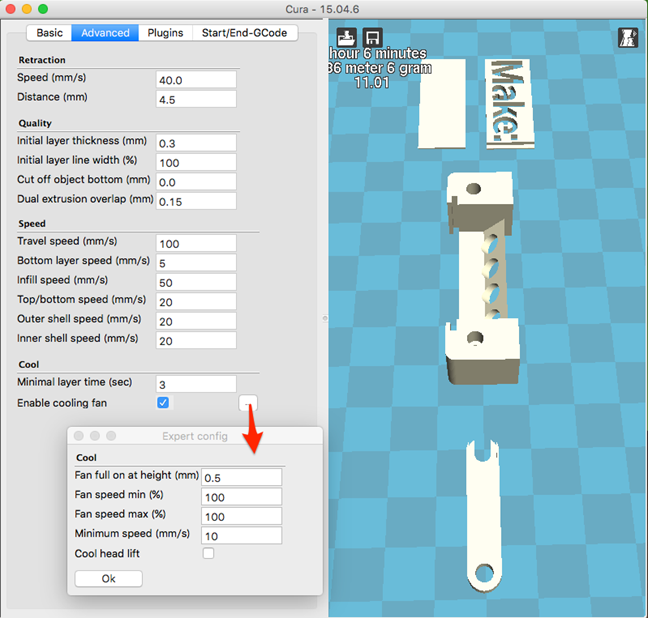 Cura - 15.04.6
Basic Advanced Plugins Start/End-GCode
Retraction
Speed (mm/s) 40.0
Distance (mm) 4.5
Quality
Initial layer thickness (mm) 0.3
Initial layer line width (%) 100
Cut off object bottom (mm) 0.0
Dual extrusion overlap (mm) 0.15
Speed
Travel speed (mm/s) 100
Bottom layer speed (mm/s) 5
Infill speed (mm/s) 50
Top/bottom speed (mm/s) 20
Outer shell speed (mm/s) 20
Inner shell speed (mm/s) 20
Cool
Minimal layer time (sec) 3
Enable cooling fan
Expert config
Cool
Fan full on at height (mm) 0.5
Fan speed min (%) 100
Fan speed max (%) 100
Minimum speed (mm/s) 10
Cool head lift
Ok
hour 6 minutes
36 meter 6 gram
11.01
Make: